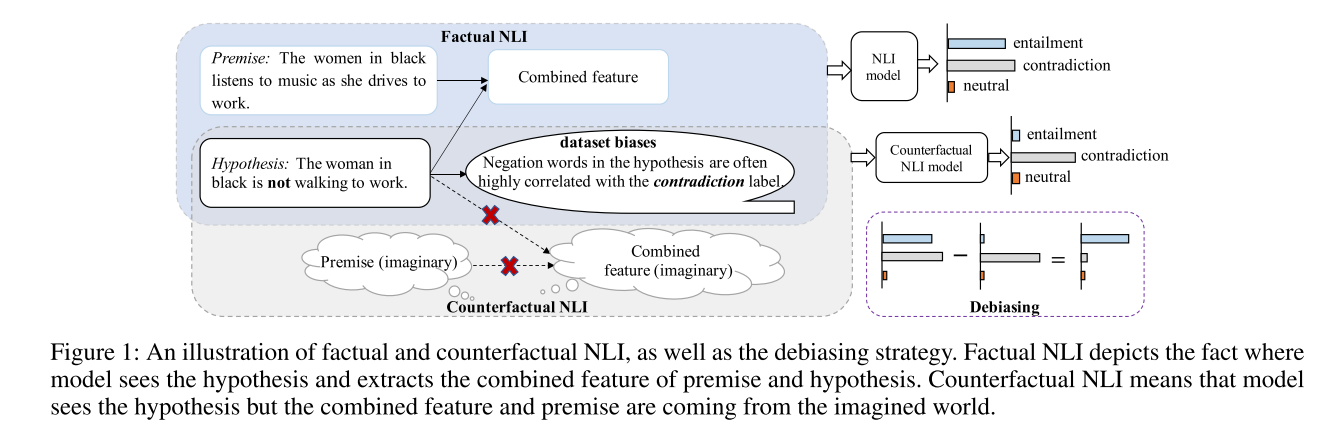 Factual NLI
Premise: The women in black
listens to music as she drives to
work.
Combined feature
Hypothesis: The woman in
black is not walking to work.
dataset biases
Negation words in the hypothesis are often
highly correlated with the contradiction label.
Premise (imaginary)
Combined
feature (imaginary)
Counterfactual NLI
NLI
model
entailment
contradiction
neutral
Counterfactual
NLI model
entailment
contradiction
neutral
− =
Debiasing
Figure 1: An illustration of factual and counterfactual NLI, as well as the debiasing strategy. Factual NLI depicts the fact where
model sees the hypothesis and extracts the combined feature of premise and hypothesis. Counterfactual NLI means that model
sees the hypothesis but the combined feature and premise are coming from the imagined world.